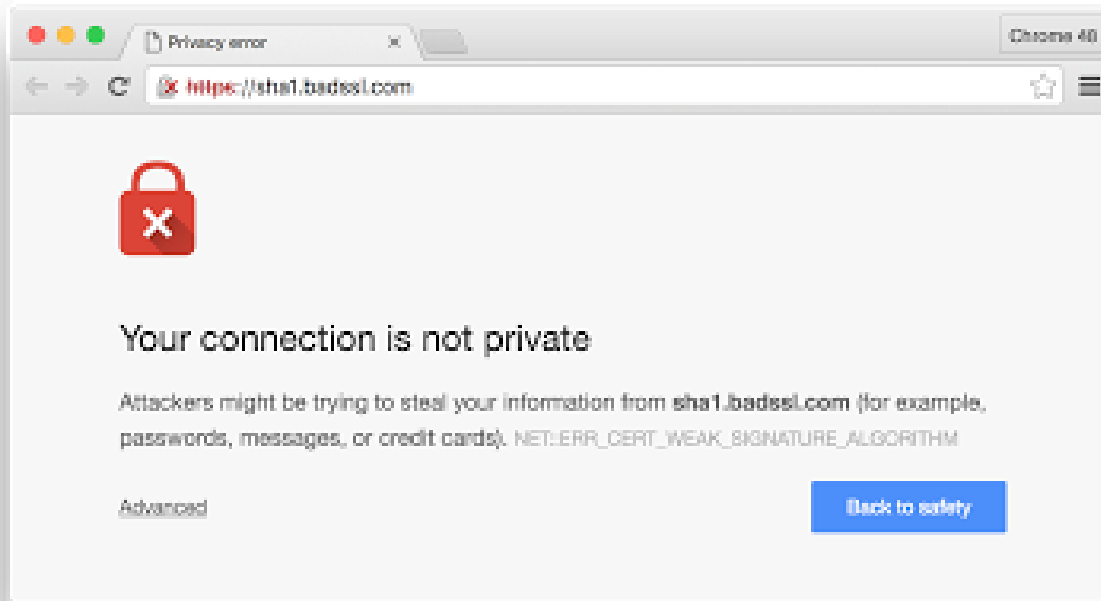 Privacy error
Chrome 48
https://sha1.badssl.com
Your connection is not private
Attackers might be trying to steal your information from sha1.badssl.com (for example,
passwords, messages, or credit cards). NET::ERR_CERT_WEAK_SIGNATURE_ALGORITHM
Advanced
Back to safety